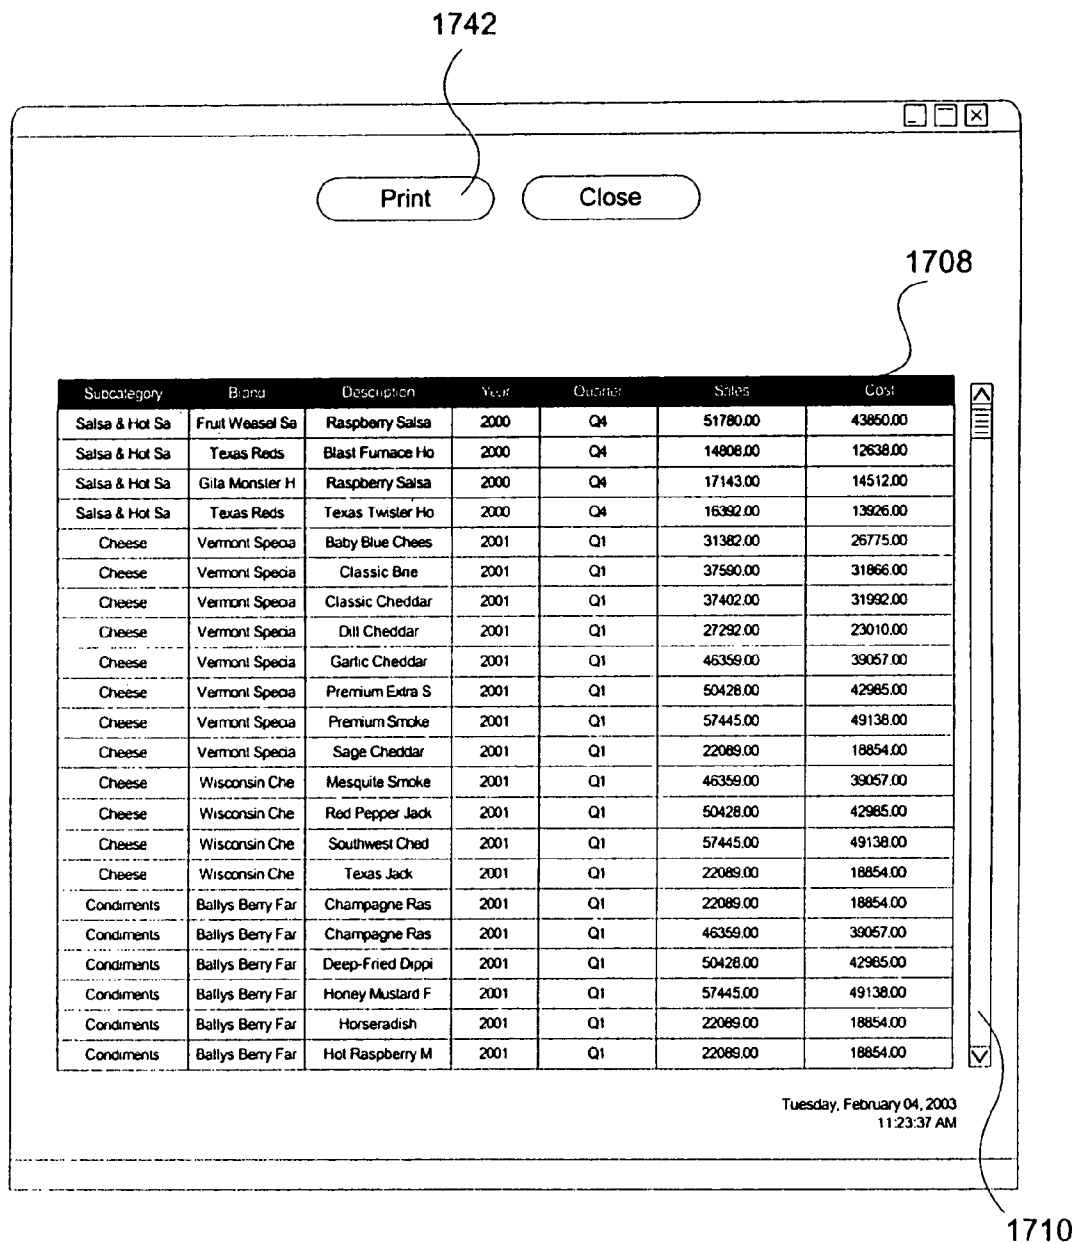 1742
Print Close
1708
Subcategory Brand Description Year Quarter Sales Cost
Salsa & Hot Sa Fruit Weasel Sa Raspberry Salsa 2000 Q4 51780.00 43850.00
Salsa & Hot Sa Texas Reds Blast Furnace Ho 2000 Q4 14808.00 12638.00
Salsa & Hot Sa Gila Monster H Raspberry Salsa 2000 Q4 17143.00 14512.00
Salsa & Hot Sa Texas Reds Texas Twister Ho 2000 Q4 16392.00 13926.00
Cheese Vermont Specia Baby Blue Chees 2001 Q1 31382.00 26775.00
Cheese Vermont Specia Classic Brie 2001 Q1 37590.00 31866.00
Cheese Vermont Specia Classic Cheddar 2001 Q1 37402.00 31992.00
Cheese Vermont Specia Dill Cheddar 2001 Q1 27292.00 23010.00
Cheese Vermont Specia Garlic Cheddar 2001 Q1 46359.00 39057.00
Cheese Vermont Specia Premium Extra S 2001 Q1 50428.00 42985.00
Cheese Vermont Specia Premium Smoke 2001 Q1 57445.00 49138.00
Cheese Vermont Specia Sage Cheddar 2001 Q1 22089.00 18854.00
Cheese Wisconsin Che Mesquite Smoke 2001 Q1 46359.00 39057.00
Cheese Wisconsin Che Red Pepper Jack 2001 Q1 50428.00 42985.00
Cheese Wisconsin Che Southwest Ched 2001 Q1 57445.00 49138.00
Cheese Wisconsin Che Texas Jack 2001 Q1 22089.00 18854.00
Condiments Ballys Berry Far Champagne Ras 2001 Q1 22089.00 18854.00
Condiments Ballys Berry Far Champagne Ras 2001 Q1 46359.00 39057.00
Condiments Ballys Berry Far Deep-Fried Dippi 2001 Q1 50428.00 42985.00
Condiments Ballys Berry Far Honey Mustard F 2001 Q1 57445.00 49138.00
Condiments Ballys Berry Far Horseradish 2001 Q1 22089.00 18854.00
Condiments Ballys Berry Far Hot Raspberry M 2001 Q1 22089.00 18854.00
Tuesday, February 04, 2003
11:23:37 AM
1710